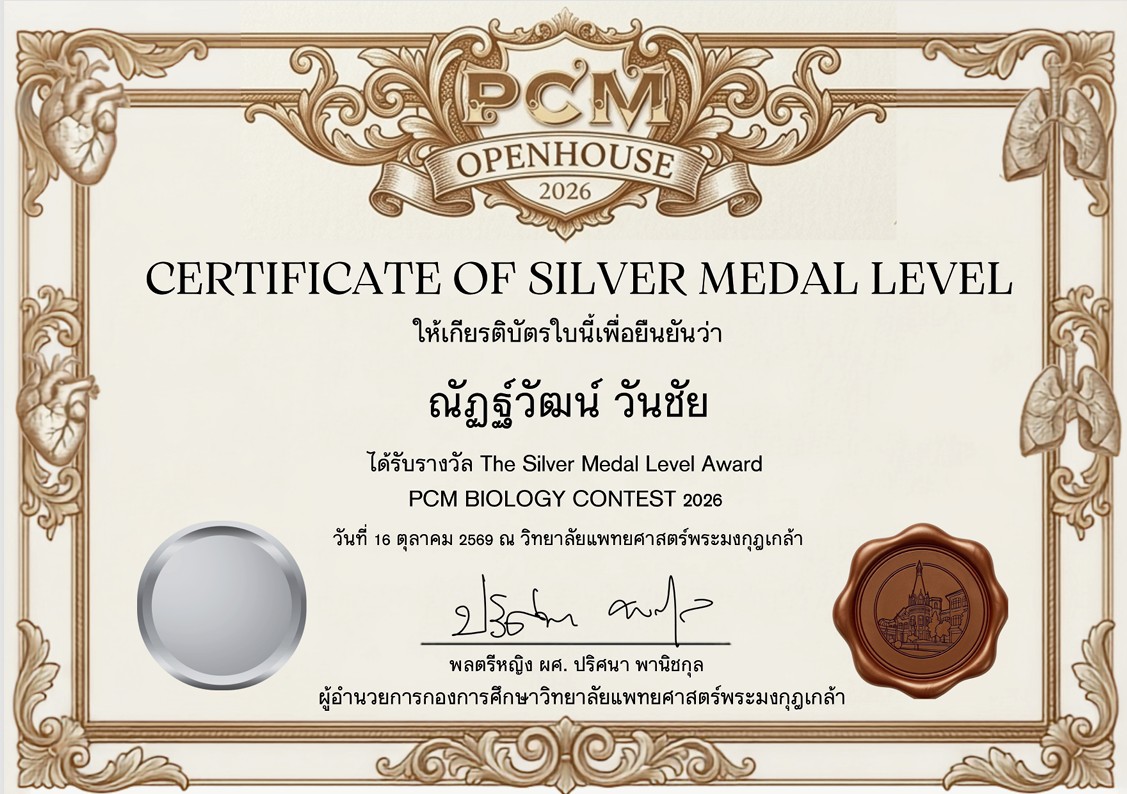 PCM
OPENHOUSE
2026
CERTIFICATE OF SILVER MEDAL LEVEL
ให้เกียรติบัตรใบนี้เพื่อยืนยันว่า
ณัฏฐ์วัฒน์ วันชัย
ได้รับรางวัล The Silver Medal Level Award
PCM BIOLOGY CONTEST 2026
วันที่ 16 ตุลาคม 2569 ณ วิทยาลัยแพทยศาสตร์พระมงกุฎเกล้า
พลตรีหญิง ผศ. ปริศนา พานิชกุล
ผู้อำนวยการกองการศึกษาวิทยาลัยแพทยศาสตร์พระมงกุฎเกล้า